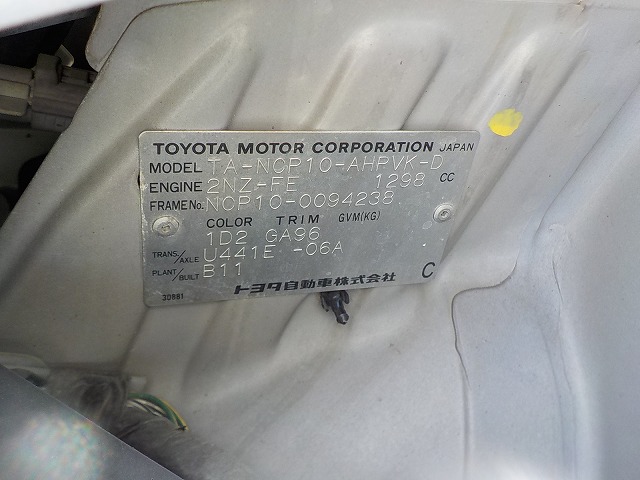 TOYOTA MOTOR CORPORATION JAPAN
MODEL TA-NCP10-AHPVK-D
ENGINE 2NZ-FE 1298 CC
FRAME No. NCP10-0094238
COLOR TRIM GVM(KG)
1D2 GA96
TRANS./AXLE U441E -06A
PLANT/BUILT B11
30881 トヨタ自動車株式会社 C